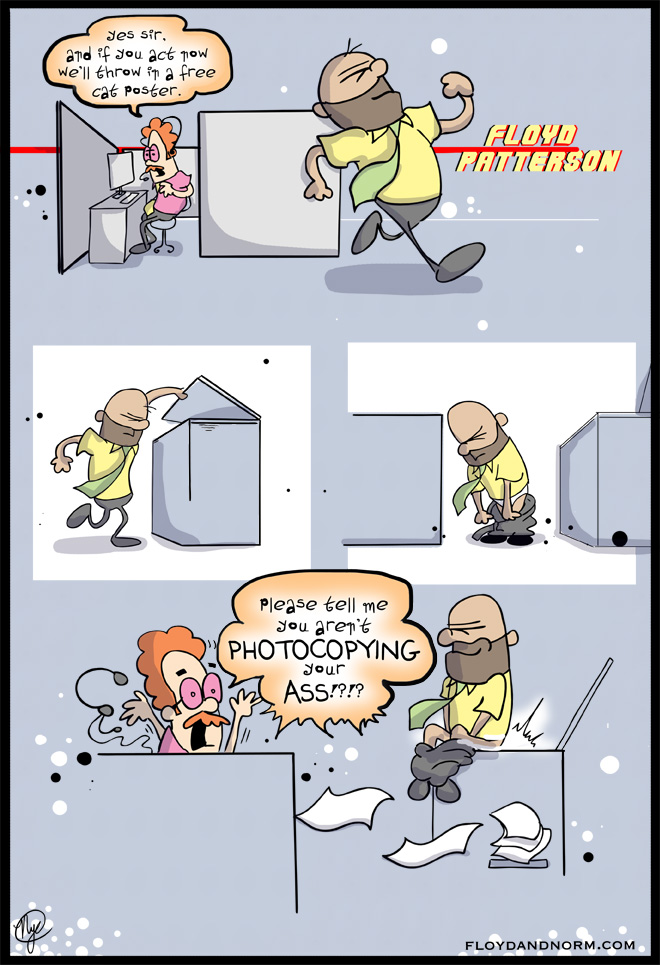 yes sir.
and if you act now
we'll throw in a free
cat poster.
FLOYD
PATTERSON
Please tell me
you aren't
PHOTOCOPYING
your
ASS!?!?
Nye
FLOYDANDNORM.COM